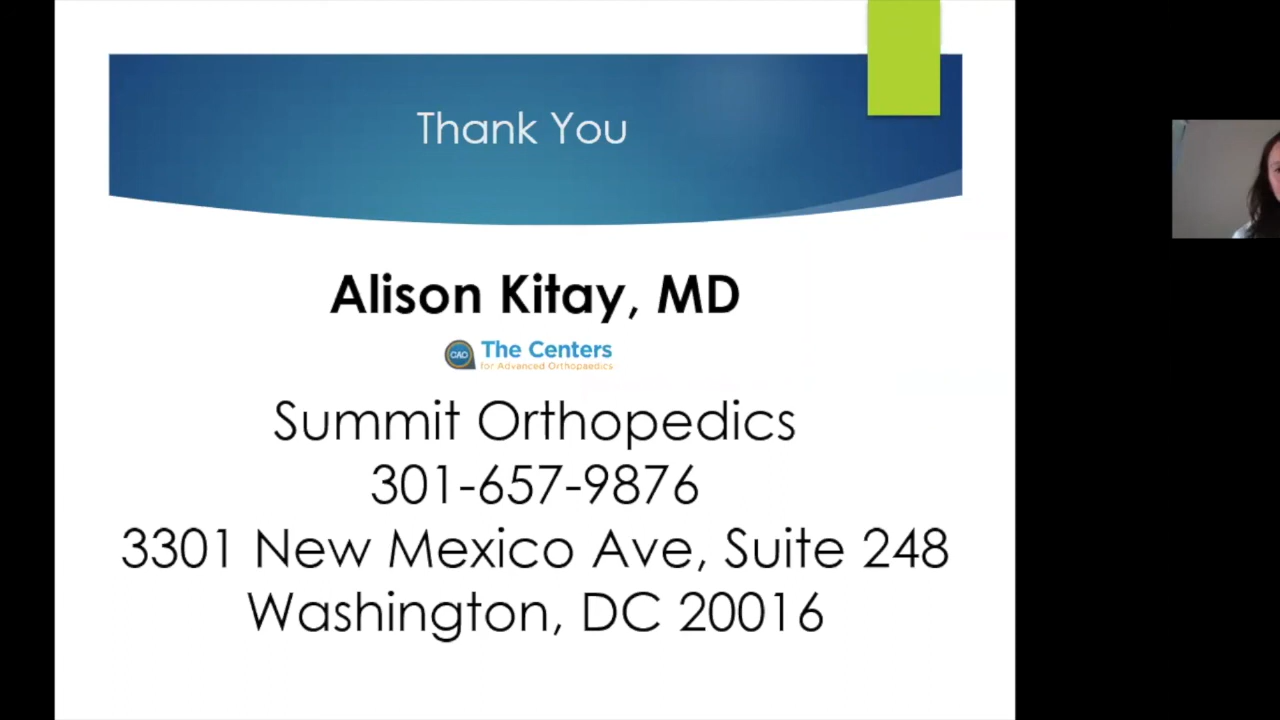 Thank You
Alison Kitay, MD
CAO
The Centers
for Advanced Orthopaedics
Summit Orthopedics
301-657-9876
3301 New Mexico Ave, Suite 248
Washington, DC 20016